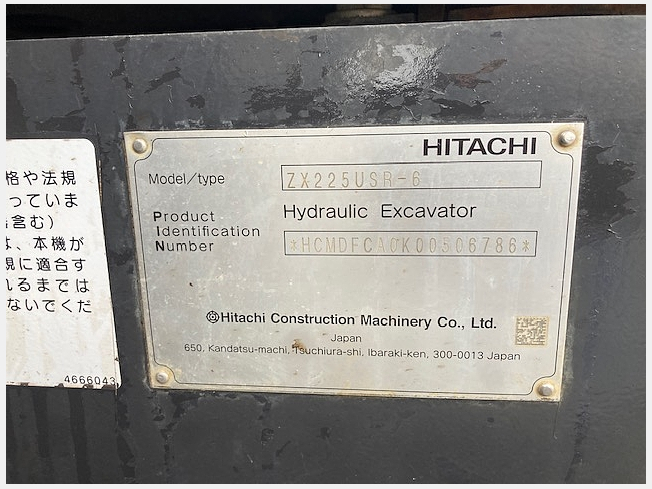 格や法規
っていま
含む）
は、本機が
規に適合す
れるまでは
ないでくだ
4666043
HITACHI
Model/type ZX225USR-6
Product Identification Number
Hydraulic Excavator
*HCMDFCA0K00506786*
Hitachi Construction Machinery Co., Ltd.
Japan
650, Kandatsu-machi, Tsuchiura-shi, Ibaraki-ken, 300-0013 Japan